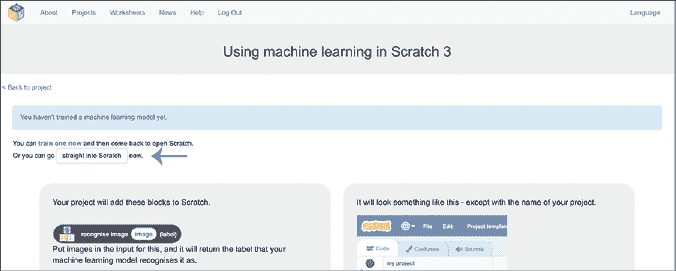 About Projects Worksheets News Help Log Out Language
Using machine learning in Scratch 3
< Back to project
You haven't trained a machine learning model yet.
You can train one now and then come back to open Scratch.
Or you can go straight into Scratch now.
Your project will add these blocks to Scratch.
recognise image image (label)
Put images in the input for this, and it will return the label that your
machine learning model recognises it as.
It will look something like this - except with the name of your project.
File Edit Project templates
Code Costumes Sounds
my project